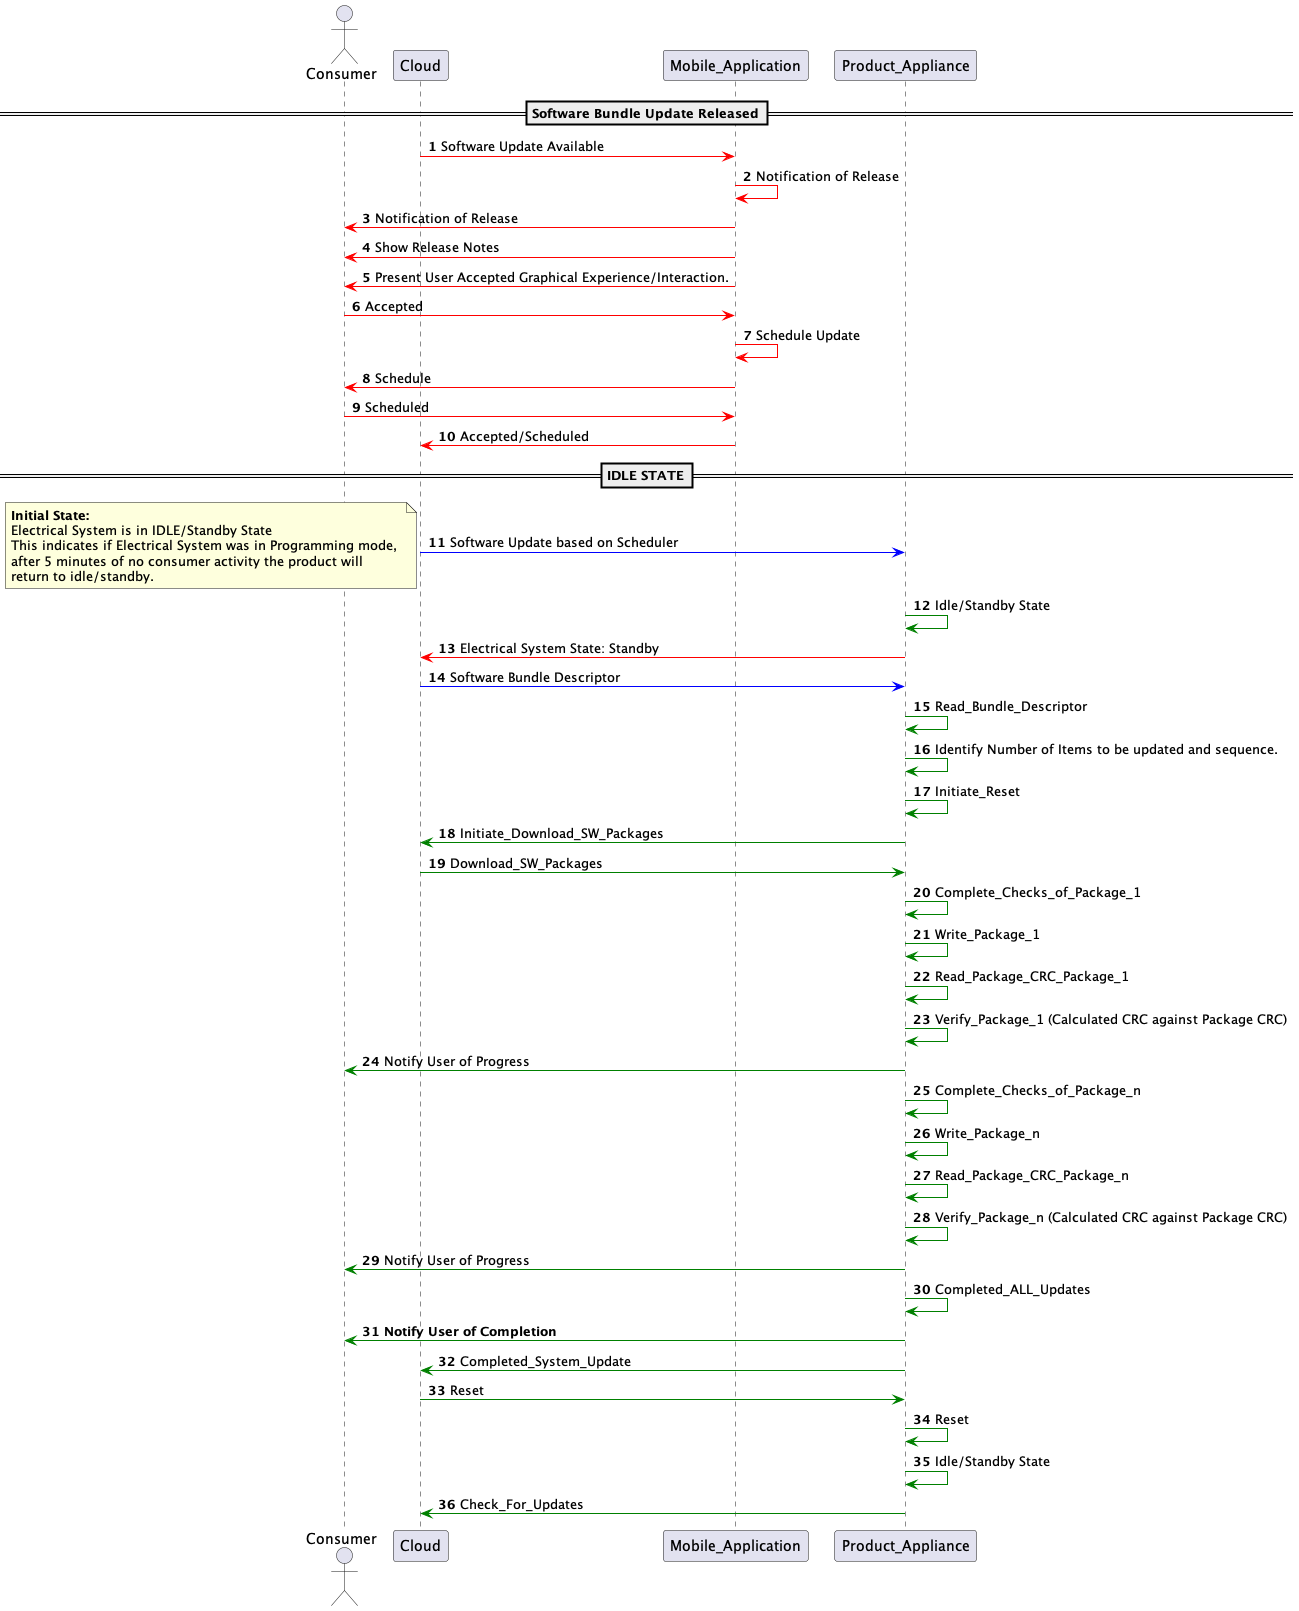 Consumer
Cloud
Mobile_Application
Product_Appliance
Software Bundle Update Released
1 Software Update Available
2 Notification of Release
3 Notification of Release
4 Show Release Notes
5 Present User Accepted Graphical Experience/Interaction.
6 Accepted
7 Schedule Update
8 Schedule
9 Scheduled
10 Accepted/Scheduled
IDLE STATE
Initial State:
Electrical System is in IDLE/Standby State
This indicates if Electrical System was in Programming mode,
after 5 minutes of no consumer activity the product will
return to idle/standby.
11 Software Update based on Scheduler
12 Idle/Standby State
13 Electrical System State: Standby
14 Software Bundle Descriptor
15 Read_Bundle_Descriptor
16 Identify Number of Items to be updated and sequence.
17 Initiate_Reset
18 Initiate_Download_SW_Packages
19 Download_SW_Packages
20 Complete_Checks_of_Package_1
21 Write_Package_1
22 Read_Package_CRC_Package_1
23 Verify_Package_1 (Calculated CRC against Package CRC)
24 Notify User of Progress
25 Complete_Checks_of_Package_n
26 Write_Package_n
27 Read_Package_CRC_Package_n
28 Verify_Package_n (Calculated CRC against Package CRC)
29 Notify User of Progress
30 Completed_ALL_Updates
31 Notify User of Completion
32 Completed_System_Update
33 Reset
34 Reset
35 Idle/Standby State
36 Check_For_Updates
Consumer
Cloud
Mobile_Application
Product_Appliance